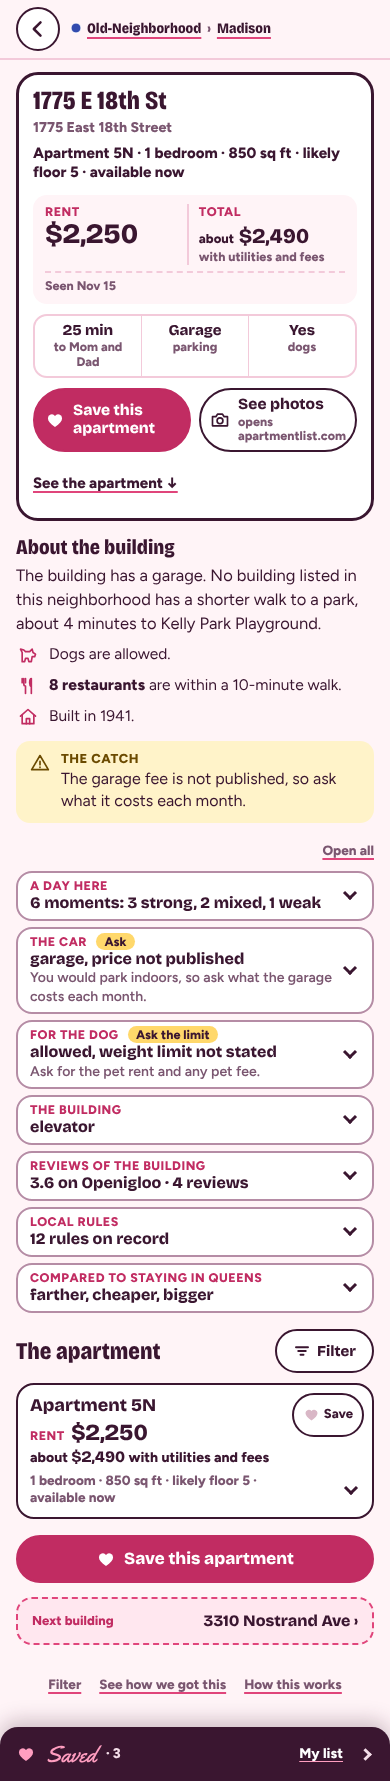 Old-Neighborhood › Madison
1775 E 18th St
1775 East 18th Street
Apartment 5N · 1 bedroom · 850 sq ft · likely
floor 5 · available now
RENT
$2,250
TOTAL
about $2,490
with utilities and fees
Seen Nov 15
25 min
to Mom and
Dad
Garage
parking
Yes
dogs
Save this
apartment
See photos
opens
apartmentlist.com
See the apartment ↓
About the building
The building has a garage. No building listed in
this neighborhood has a shorter walk to a park,
about 4 minutes to Kelly Park Playground.
Dogs are allowed.
8 restaurants are within a 10-minute walk.
Built in 1941.
THE CATCH
The garage fee is not published, so ask
what it costs each month.
Open all
A DAY HERE
6 moments: 3 strong, 2 mixed, 1 weak
THE CAR Ask
garage, price not published
You would park indoors, so ask what the garage
costs each month.
FOR THE DOG Ask the limit
allowed, weight limit not stated
Ask for the pet rent and any pet fee.
THE BUILDING
elevator
REVIEWS OF THE BUILDING
3.6 on Openigloo · 4 reviews
LOCAL RULES
12 rules on record
COMPARED TO STAYING IN QUEENS
farther, cheaper, bigger
The apartment
Filter
Apartment 5N
Save
RENT $2,250
about $2,490 with utilities and fees
1 bedroom · 850 sq ft · likely floor 5 ·
available now
Save this apartment
Next building
3310 Nostrand Ave ›
Filter See how we got this How this works
Saved · 3
My list